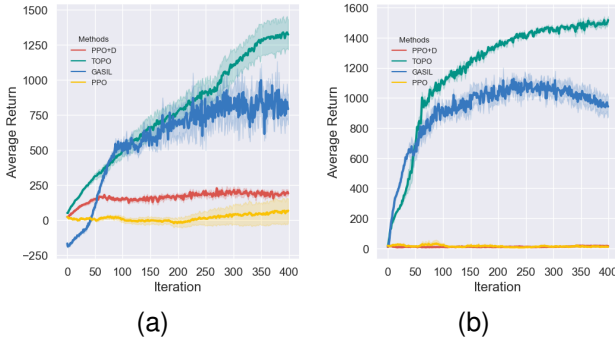 1500
1250
1000
750
500
250
0
−250
Average Return
Methods
PPO+D
TOPO
GASIL
PPO
0 50 100 150 200 250 300 350 400
Iteration
(a)
1600
1400
1200
1000
800
600
400
200
0
Average Return
Methods
PPO+D
TOPO
GASIL
PPO
0 50 100 150 200 250 300 350 400
Iteration
(b)